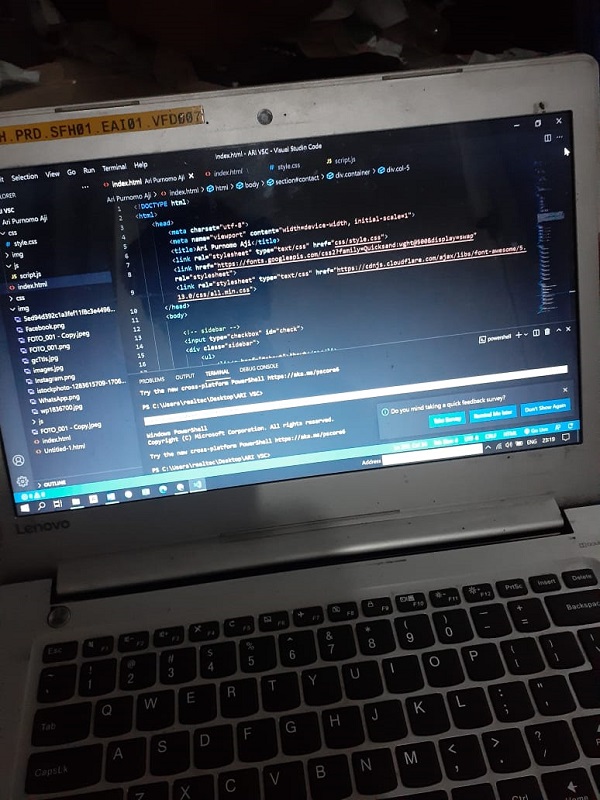 H.PRD.SFH01.EAI01.VFD007
Selection View Go Run Terminal Help
index.html - ARI VSC - Visual Studio Code
index.html Ari Purnomo Aji
index.html
style.css
script.js
Ari Purnomo Aji > index.html > html > body > section#contact > div.container > div.col-5
VSC
Ari Purnomo Aji
css
style.css
img
js
script.js
index.html
css
img
Facebook.png
FOTO_001 - Copy.jpeg
FOTO_001.png
images.jpg
Instagram.png
WhatsApp.png
wp1836700.jpg
js
FOTO_001 - Copy.jpeg
index.html
Untitled-1.html
OUTLINE
1 <!DOCTYPE html>
2 <html>
3 <head>
4 <meta charset="utf-8">
5 <meta name="viewport" content="width=device-width, initial-scale=1">
6 <title>Ari Purnomo Aji</title>
7 <link rel="stylesheet" type="text/css" href="css/style.css">
8 <link href="https://fonts.googleapis.com/css2?family=Quicksand:wght@500&display=swap"
rel="stylesheet">
9 <link rel="stylesheet" type="text/css" href="https://cdnjs.cloudflare.com/ajax/libs/font-awesome/5.
13.0/css/all.min.css">
10 </head>
11 <body>
12
13 <!-- sidebar -->
14 <input type="checkbox" id="check">
15 <div class="sidebar">
16 <ul>
PROBLEMS OUTPUT TERMINAL DEBUG CONSOLE
powershell
Try the new cross-platform PowerShell https://aka.ms/pscore6
PS C:\Users\realtec\Desktop\ARI VSC>
Windows PowerShell
Copyright (C) Microsoft Corporation. All rights reserved.
Try the new cross-platform PowerShell https://aka.ms/pscore6
PS C:\Users\realtec\Desktop\ARI VSC>
Do you mind taking a quick feedback survey?
Take Survey Remind Me later Don't Show Again
Address
ENG 23:19
Lenovo
Esc F1 F2 F3 F4 F5 F6 F7 F8 F9 F10 F11 F12 PrtSc Insert Delete
~ ! 1 @ 2 # 3 $ 4 % 5 ^ 6 & 7 * 8 ( 9 ) 0 _ - + = Backspace
Tab Q W E R T Y U I O P { [ } ]
CapsLk A S D F G H J K L : ; " '
Z X C V B N M < , > . ? /
Ctrl Home